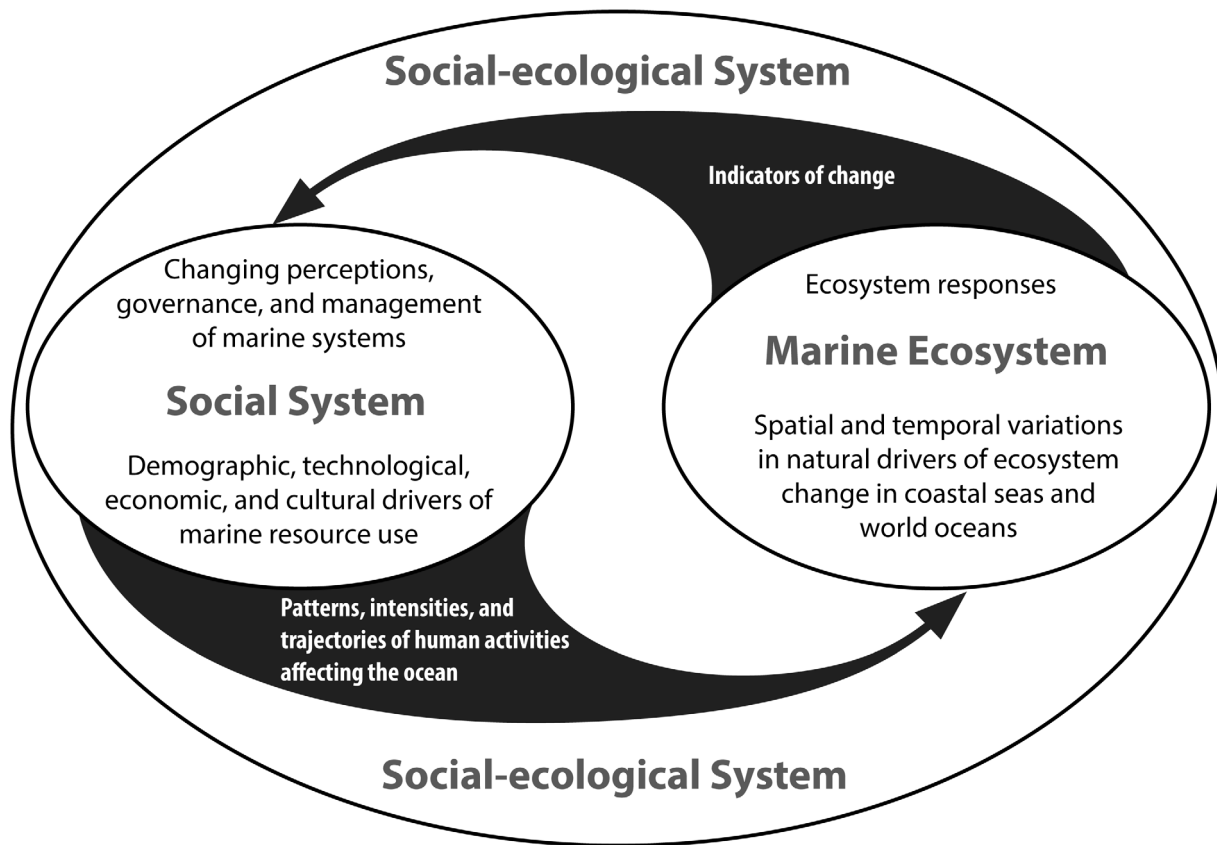 Social-ecological System
Indicators of change
Changing perceptions,
governance, and management
of marine systems
Social System
Demographic, technological,
economic, and cultural drivers of
marine resource use
Ecosystem responses
Marine Ecosystem
Spatial and temporal variations
in natural drivers of ecosystem
change in coastal seas and
world oceans
Patterns, intensities, and
trajectories of human activities
affecting the ocean
Social-ecological System